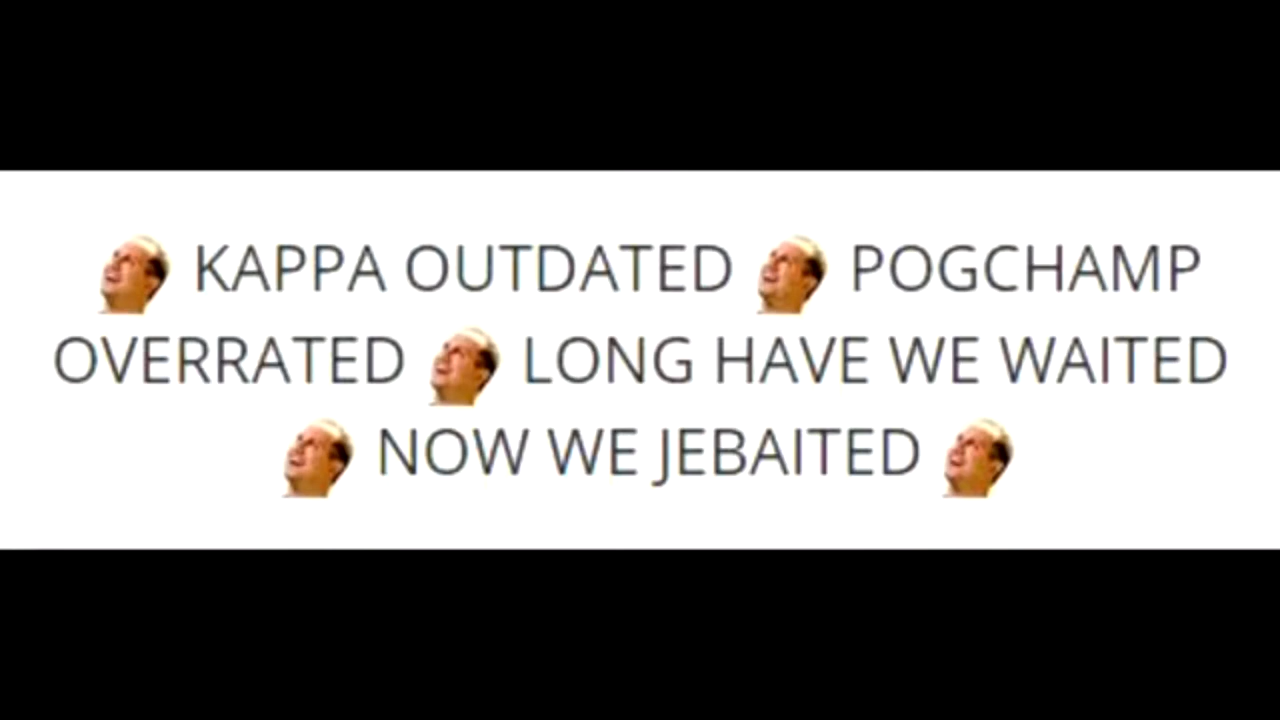 KAPPA OUTDATED POGCHAMP
OVERRATED LONG HAVE WE WAITED
NOW WE JEBAITED